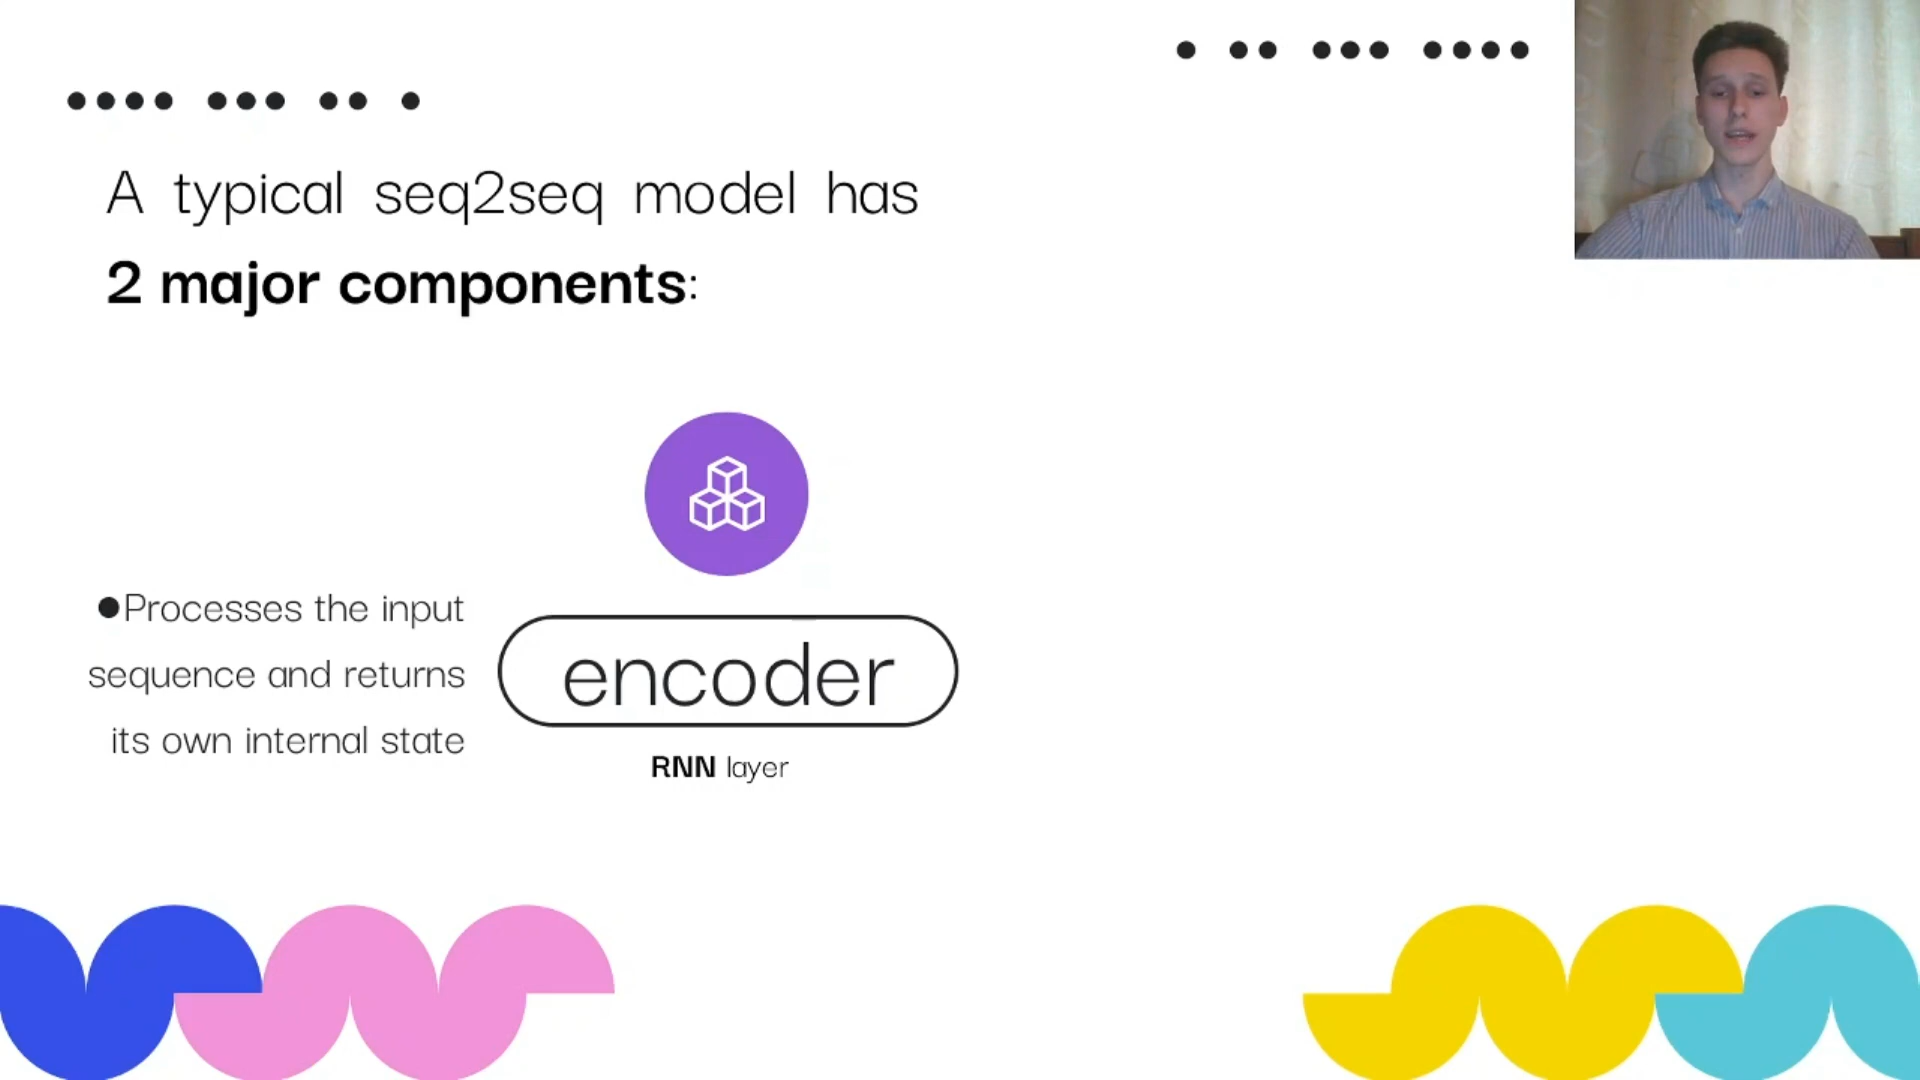 A typical seq2seq model has
2 major components:
●Processes the input
sequence and returns
its own internal state
encoder
RNN layer